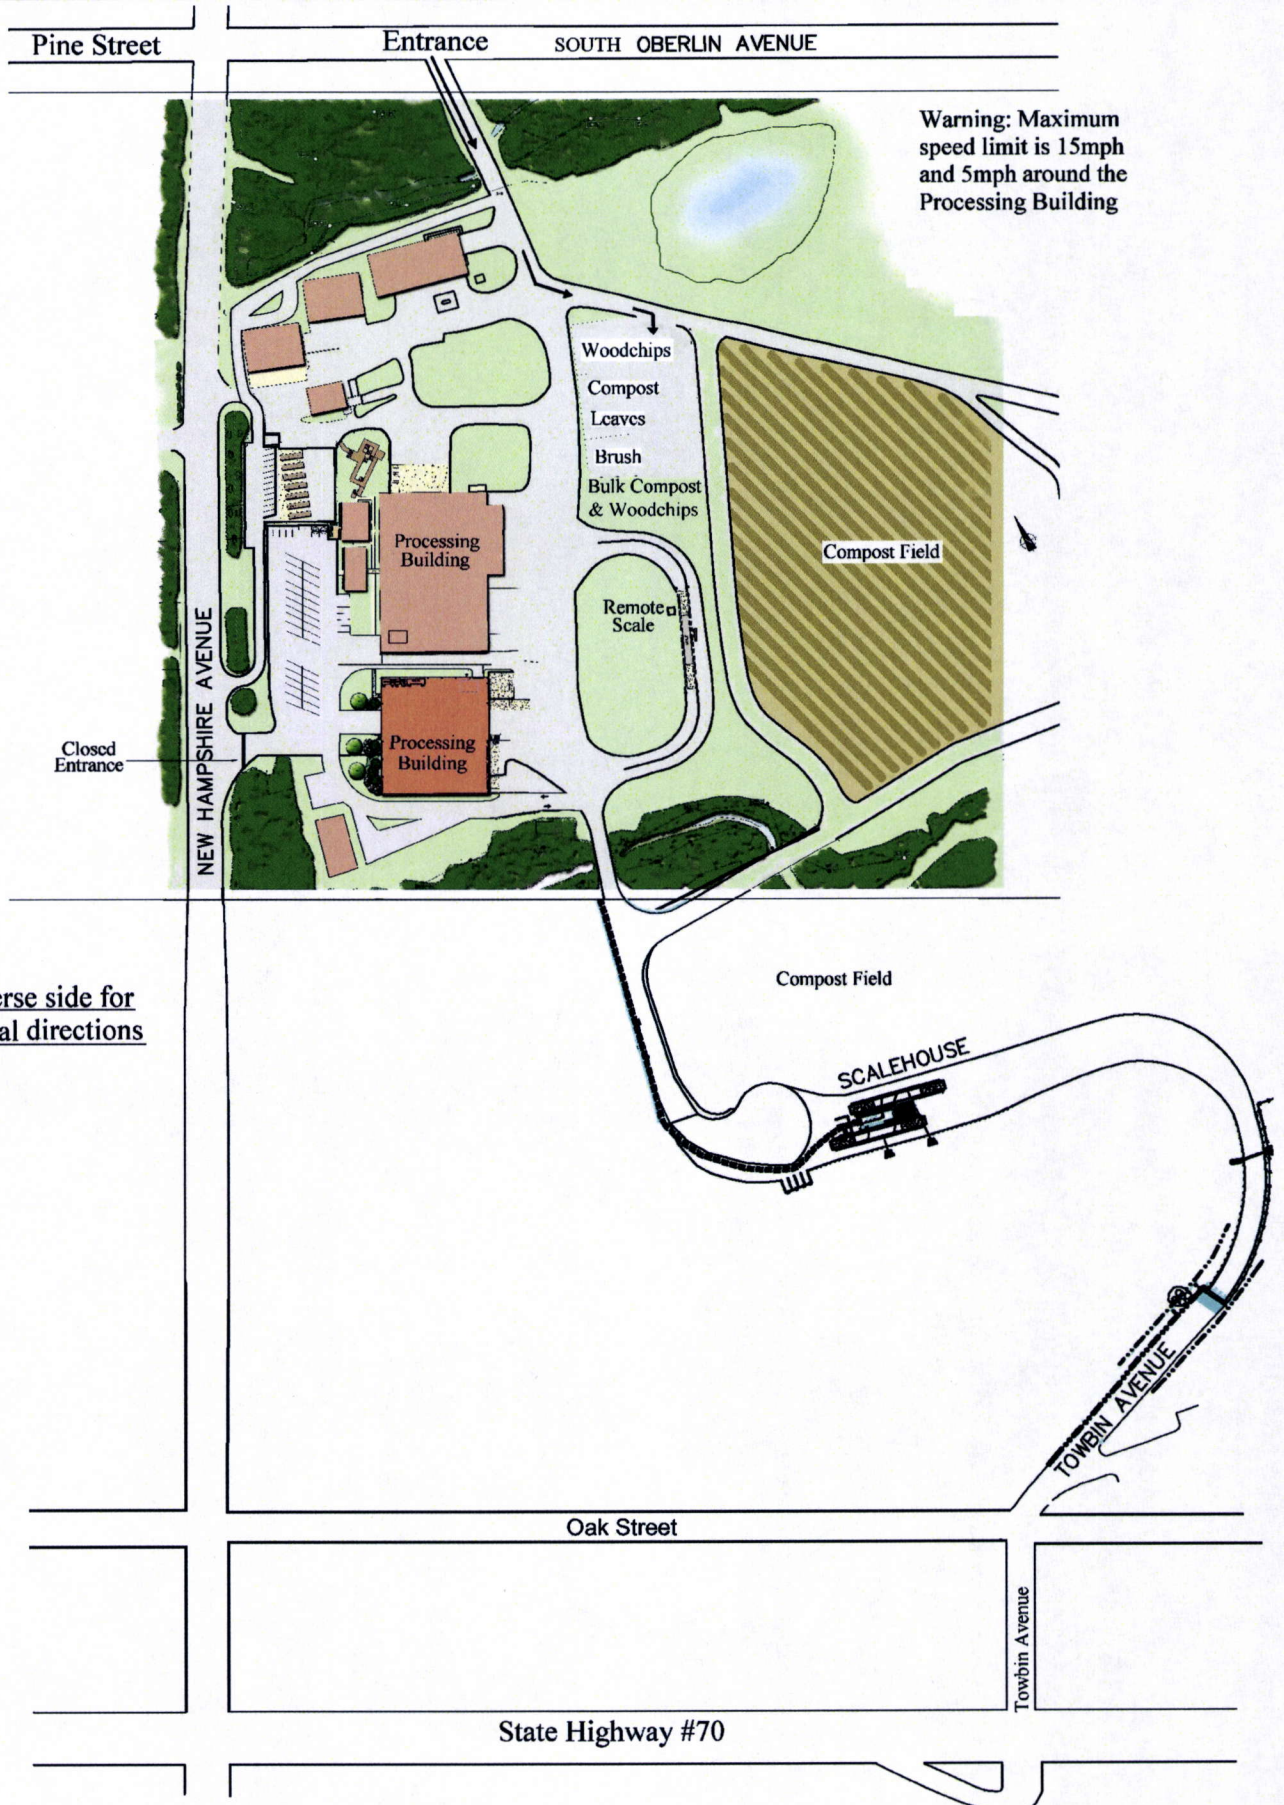 Pine Street
Entrance
SOUTH OBERLIN AVENUE
Warning: Maximum
speed limit is 15mph
and 5mph around the
Processing Building
Woodchips
Compost
Leaves
Brush
Bulk Compost
& Woodchips
Compost Field
Processing
Building
Remote
Scale
NEW HAMPSHIRE AVENUE
Processing
Building
Closed
Entrance
Compost Field
erse side for
al directions
SCALEHOUSE
TOWBIN AVENUE
Oak Street
Towbin Avenue
State Highway #70